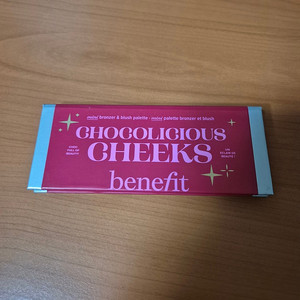 mini bronzer & blush palette • mini palette bronzer et blush
CHOCOLICIOUS
CHEEKS
benefit